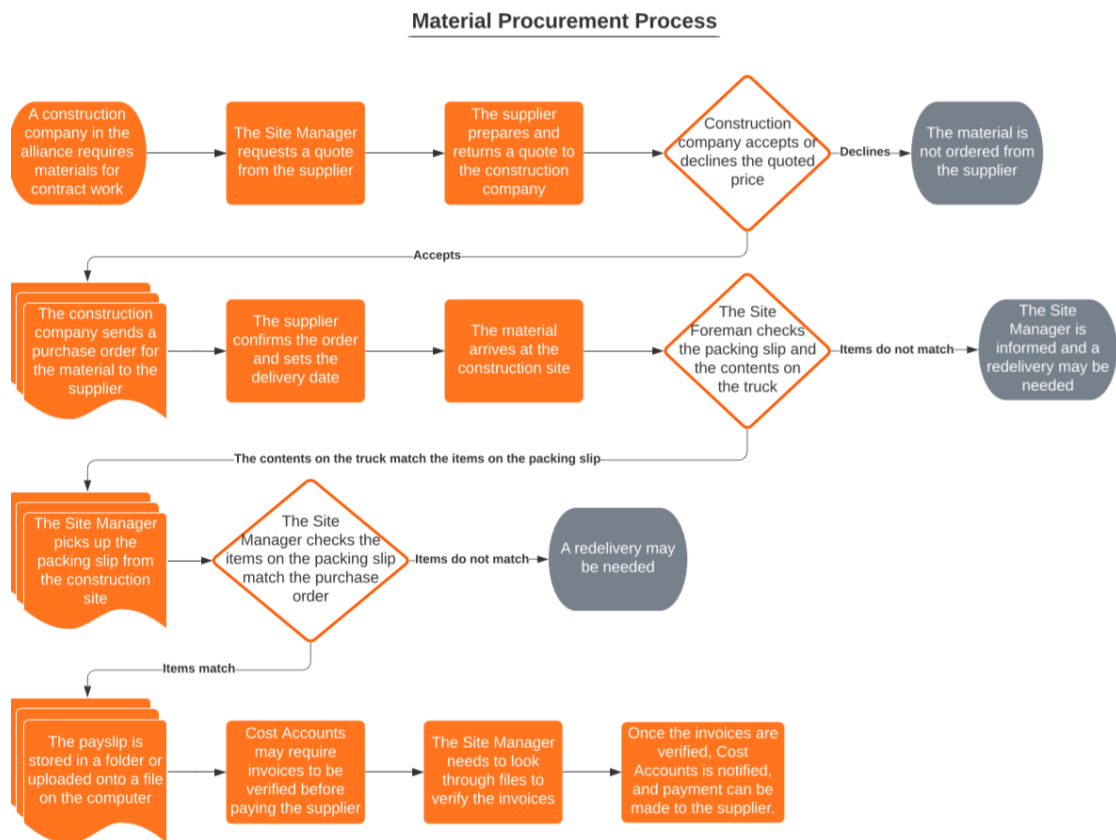 Material Procurement Process
A construction
company in the
alliance requires
materials for
contract work
The Site Manager
requests a quote
from the supplier
The supplier
prepares and
returns a quote to
the construction
company
Construction
company accepts or
declines the quoted
price
Declines
The material is
not ordered from
the supplier
Accepts
The construction
company sends a
purchase order for
the material to the
supplier
The supplier
confirms the order
and sets the
delivery date
The material
arrives at the
construction site
The Site
Foreman checks
the packing slip and
the contents on
the truck
Items do not match
The Site
Manager is
informed and a
redelivery may be
needed
The contents on the truck match the items on the packing slip
The Site Manager
picks up the
packing slip from
the construction
site
The Site
Manager checks the
items on the packing slip
match the purchase
order
Items do not match
A redelivery may
be needed
Items match
The payslip is
stored in a folder or
uploaded onto a file
on the computer
Cost Accounts
may require
invoices to be
verified before
paying the supplier
The Site Manager
needs to look
through files to
verify the invoices
Once the invoices are
verified, Cost
Accounts is notified,
and payment can be
made to the supplier.